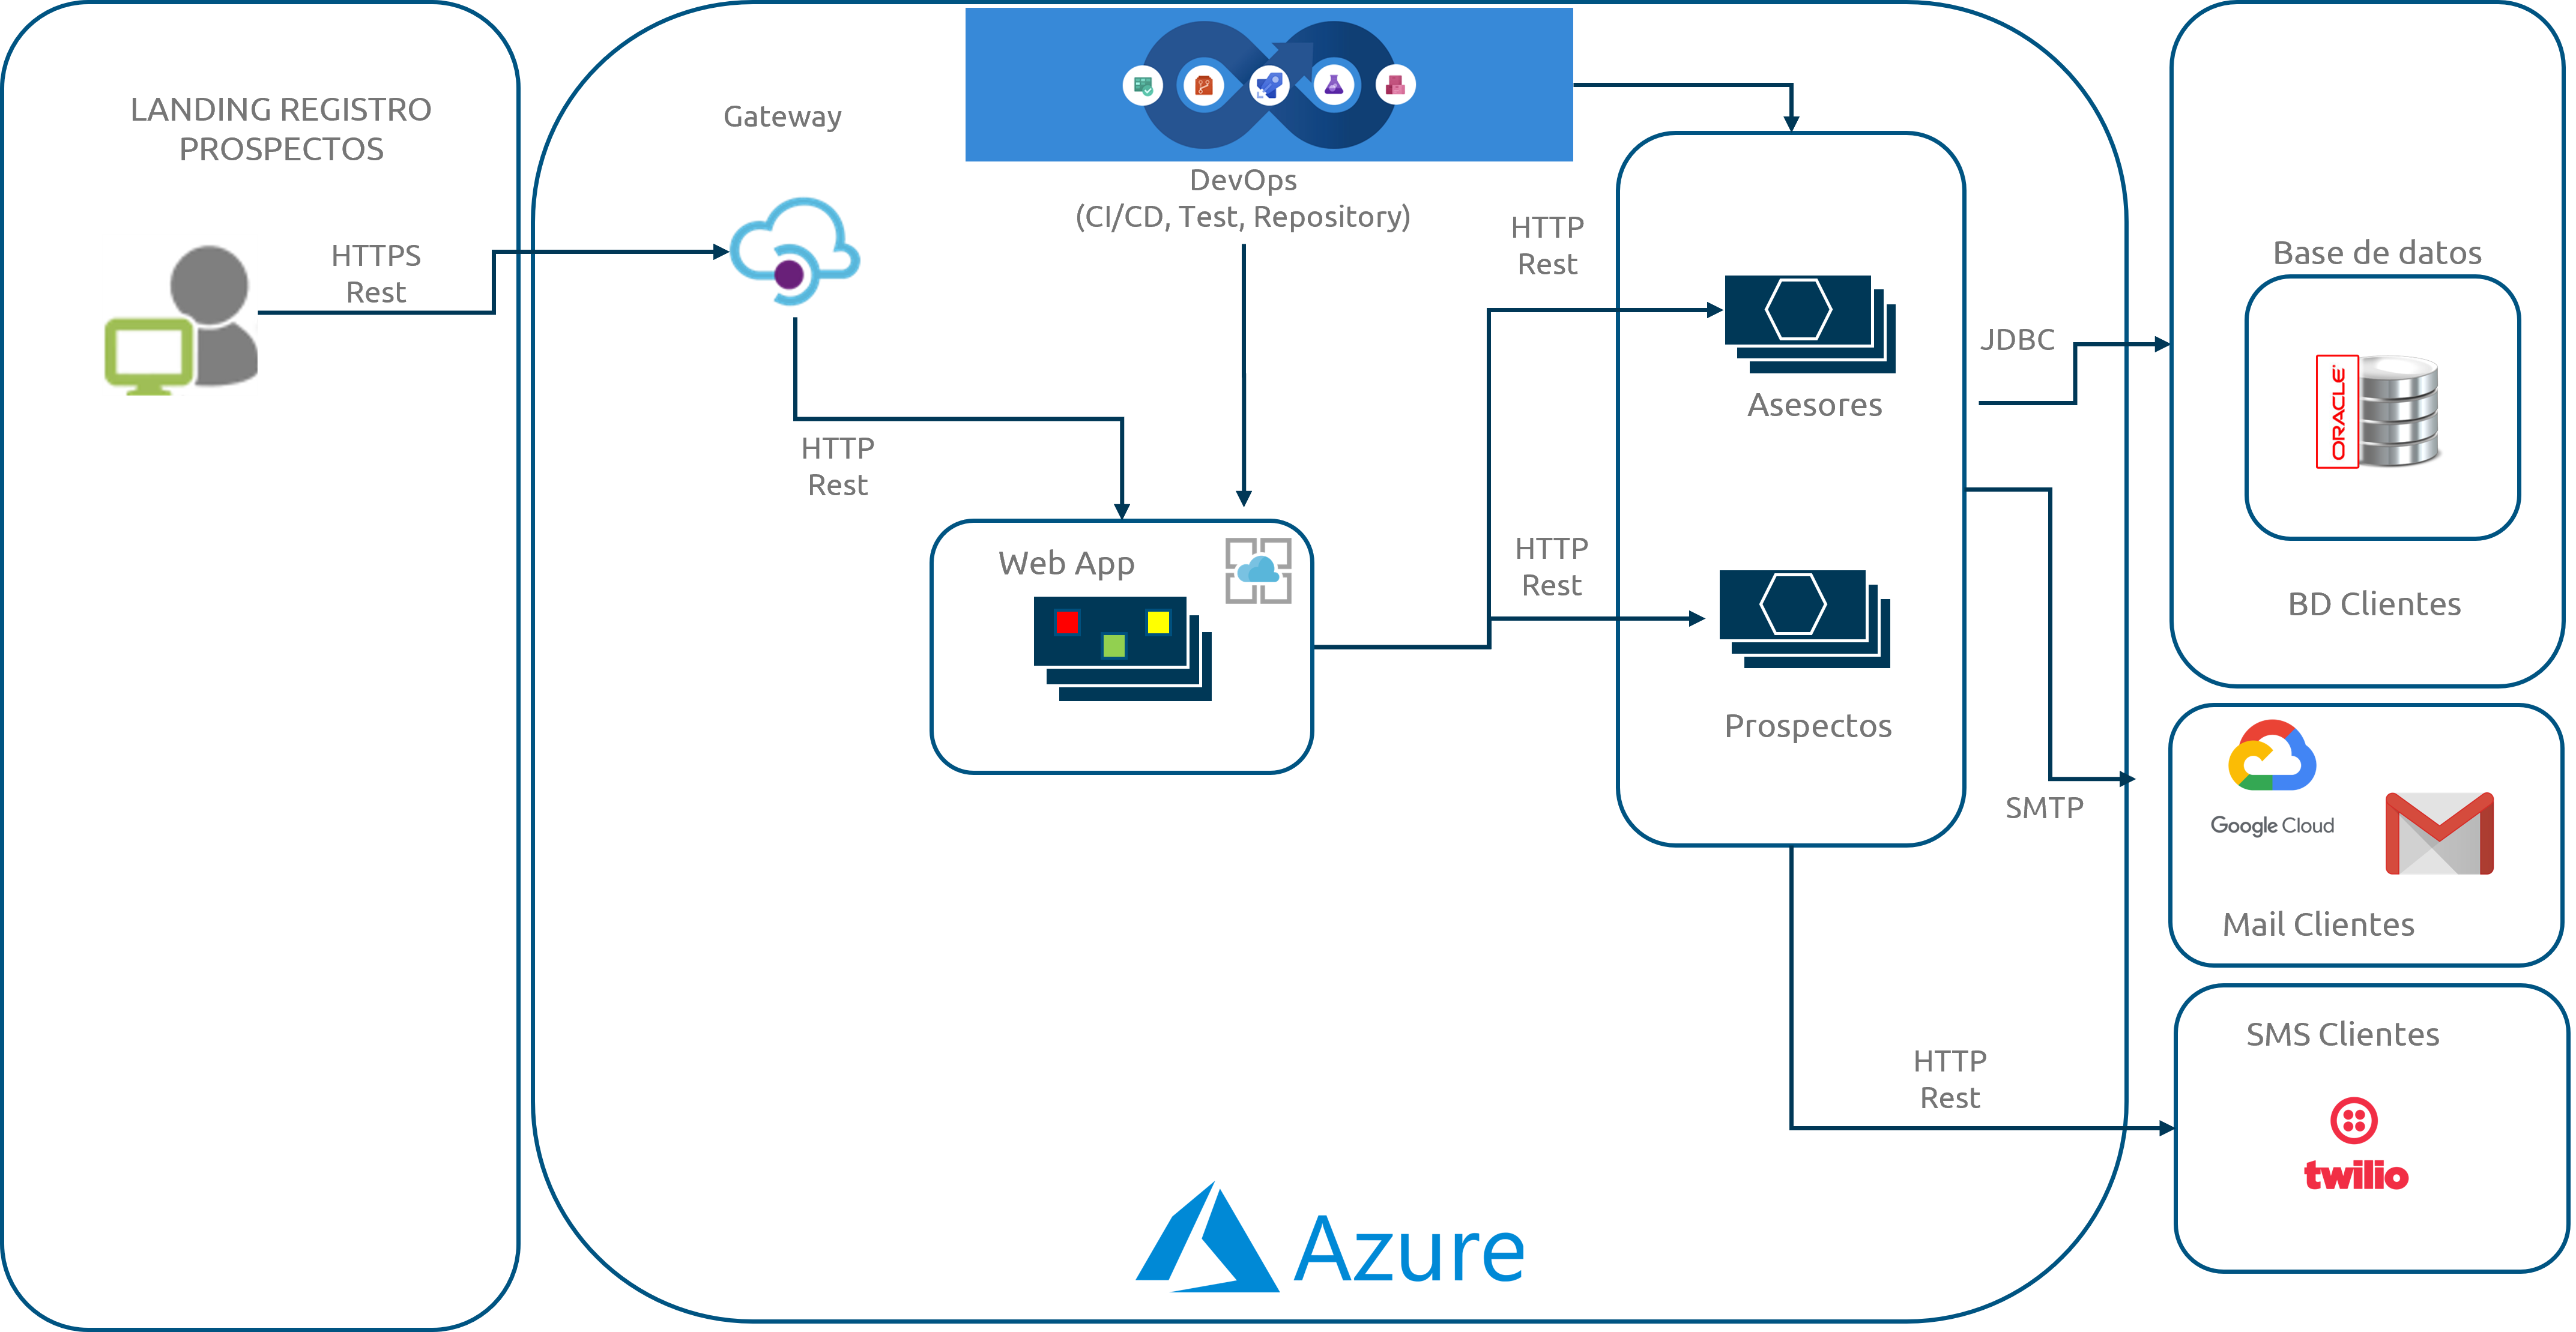 LANDING REGISTRO
PROSPECTOS
HTTPS
Rest
Gateway
HTTP
Rest
DevOps
(CI/CD, Test, Repository)
Web App
HTTP
Rest
HTTP
Rest
Asesores
Prospectos
JDBC
SMTP
HTTP
Rest
Azure
Base de datos
ORACLE
BD Clientes
Google Cloud
Mail Clientes
SMS Clientes
twilio